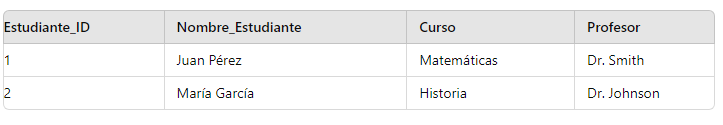 Estudiante_ID Nombre_Estudiante Curso Profesor
1 Juan Pérez Matemáticas Dr. Smith
2 María García Historia Dr. Johnson